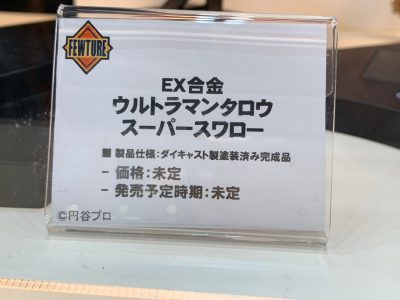 FEWTURE
EX合金
ウルトラマンタロウ
スーパースワロー
■ 製品仕様:ダイキャスト製塗装済み完成品
- 価格:未定
- 発売予定時期:未定
©円谷プロ